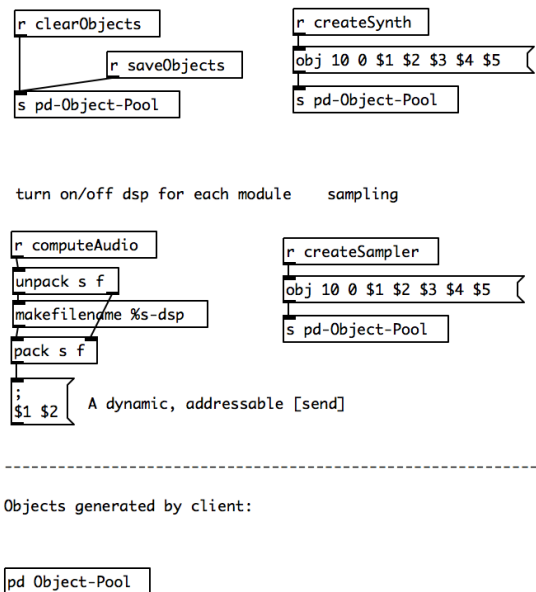 r clearObjects
r saveObjects
s pd-Object-Pool
r createSynth
obj 10 0 $1 $2 $3 $4 $5
s pd-Object-Pool
turn on/off dsp for each module
sampling
r computeAudio
unpack s f
makefilename %s-dsp
pack s f
;
$1 $2
A dynamic, addressable [send]
r createSampler
obj 10 0 $1 $2 $3 $4 $5
s pd-Object-Pool
Objects generated by client:
pd Object-Pool